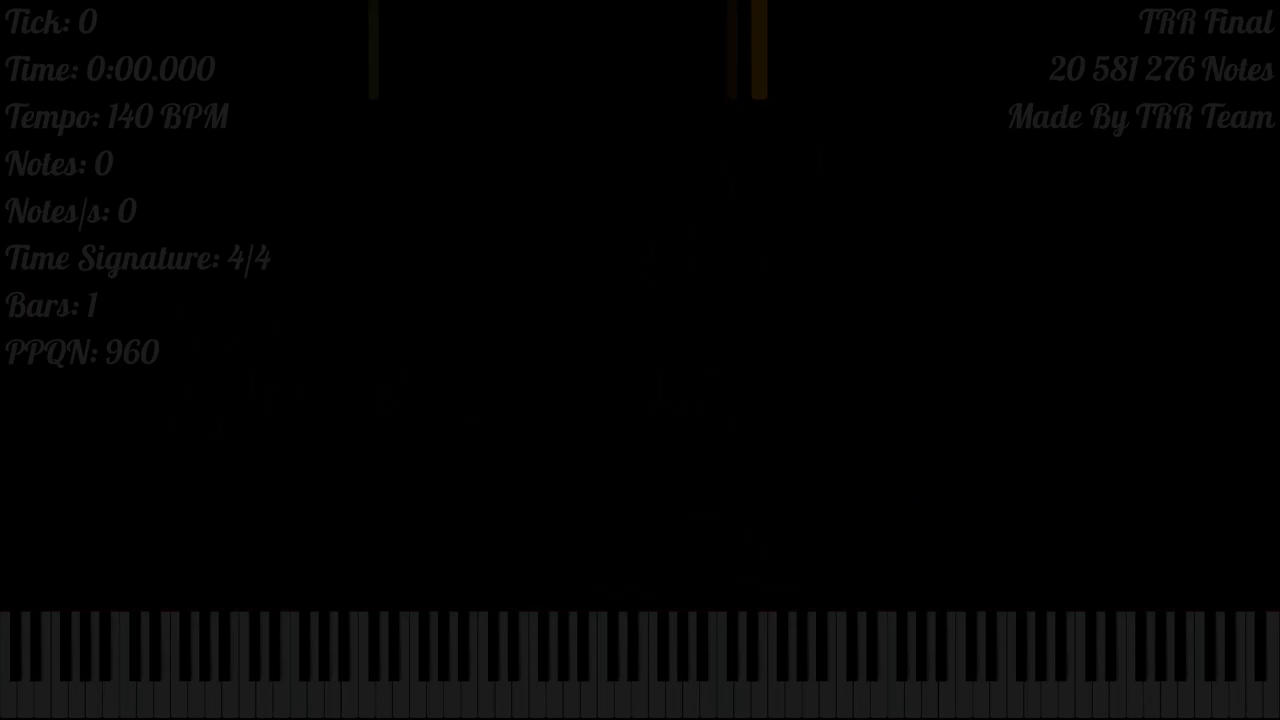 Tick: 0
Time: 0:00.000
Tempo: 140 BPM
Notes: 0
Notes/s: 0
Time Signature: 4/4
Bars: 1
PPQN: 960
TRR Final
20 581 276 Notes
Made By TRR Team